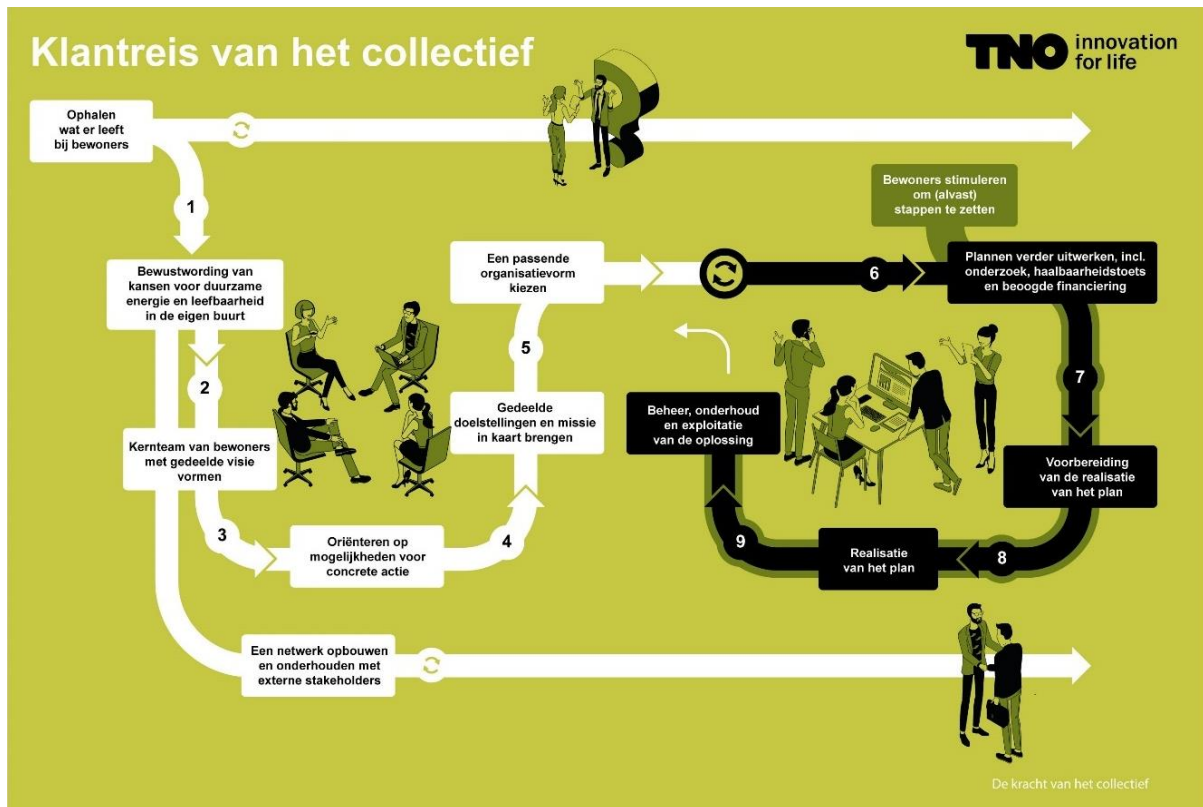 Klantreis van het collectief
TNO innovation
for life
Ophalen
wat er leeft
bij bewoners
1
Bewustwording van
kansen voor duurzame
energie en leefbaarheid
in de eigen buurt
2
Kernteam van bewoners
met gedeelde visie
vormen
3
Oriënteren op
mogelijkheden voor
concrete actie
4
Gedeelde
doelstellingen en missie
in kaart brengen
5
Een passende
organisatievorm
kiezen
6
Bewoners stimuleren
om (alvast)
stappen te zetten
Plannen verder uitwerken, incl.
onderzoek, haalbaarheidstoets
en beoogde financiering
7
Voorbereiding
van de realisatie
van het plan
8
Realisatie
van het plan
9
Beheer, onderhoud
en exploitatie
van de oplossing
Een netwerk opbouwen
en onderhouden met
externe stakeholders
De kracht van het collectief